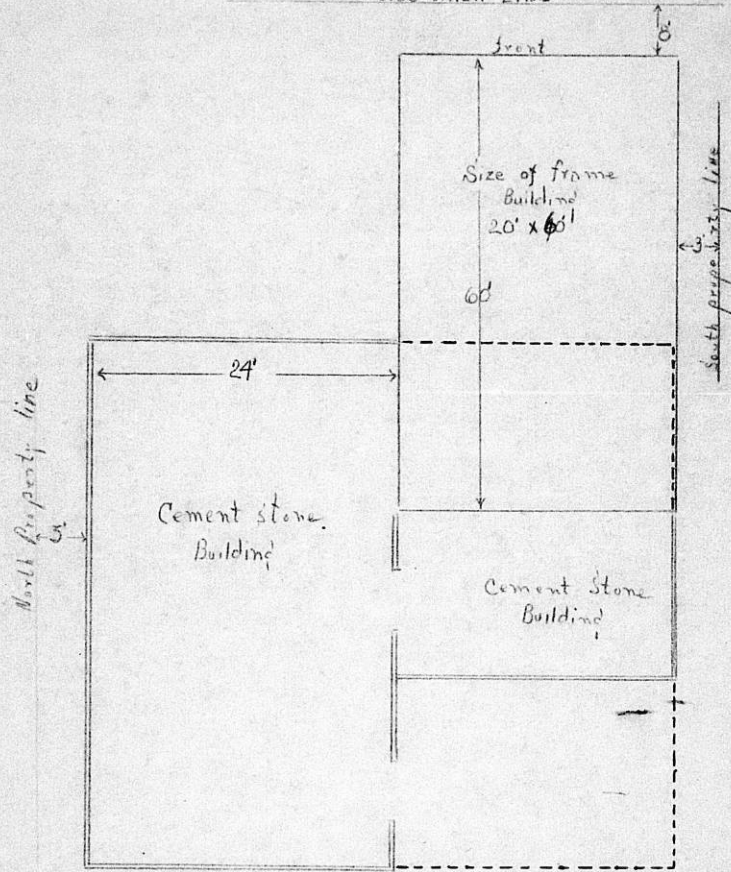 8'
front
Size of frame
Building
20' x 60'
3'
South property line
60'
24'
North Property line
3'
Cement stone
Building
Cement Stone
Building